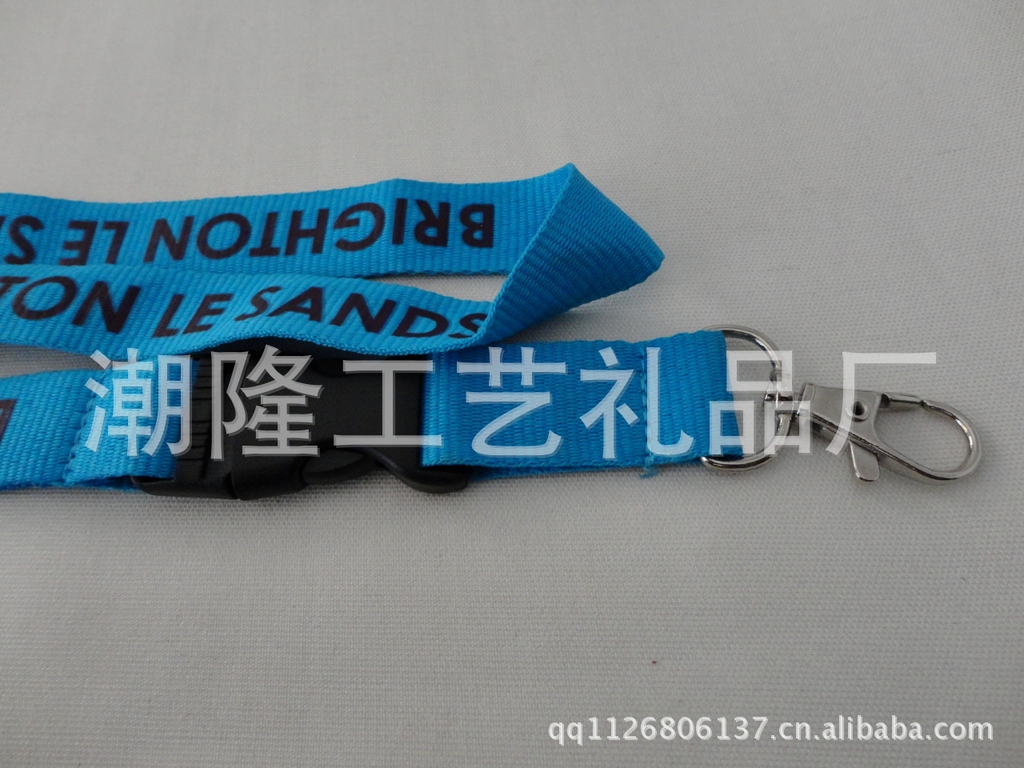 BRIGHTON LE S
TON LE SANDS
潮隆工艺礼品厂
qq1126806137.cn.alibaba.com